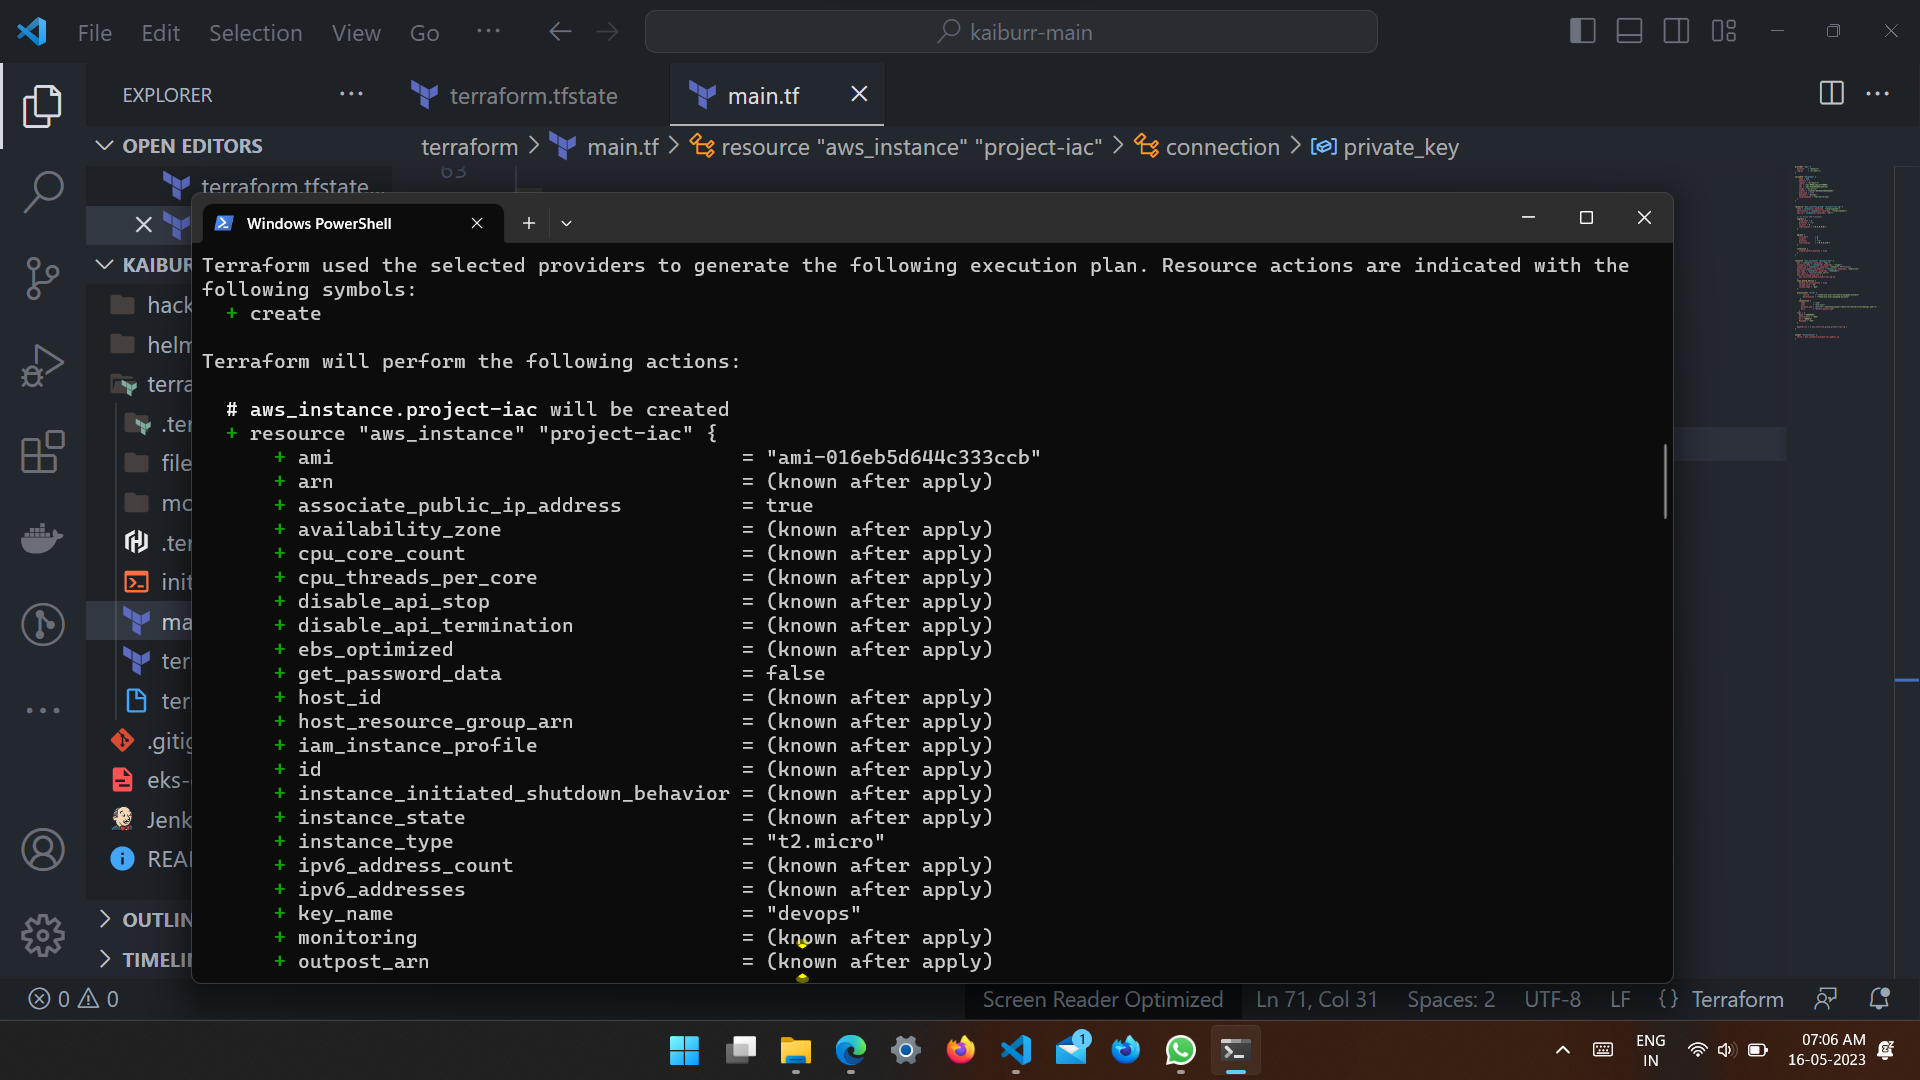 File Edit Selection View Go ··· kaiburr-main
EXPLORER ···
terraform.tfstate
main.tf
OPEN EDITORS
terraform > main.tf > resource "aws_instance" "project-iac" > connection > private_key
63
terraform.tfstate...
KAIBUR
hack
helm
terra
.ter
file
mc
.ter
init
ma
ter
ter
.gitig
eks-
Jenk
REAI
OUTLIN
TIMELIN
Windows PowerShell
Terraform used the selected providers to generate the following execution plan. Resource actions are indicated with the
following symbols:
+ create
Terraform will perform the following actions:
# aws_instance.project-iac will be created
+ resource "aws_instance" "project-iac" {
+ ami = "ami-016eb5d644c333ccb"
+ arn = (known after apply)
+ associate_public_ip_address = true
+ availability_zone = (known after apply)
+ cpu_core_count = (known after apply)
+ cpu_threads_per_core = (known after apply)
+ disable_api_stop = (known after apply)
+ disable_api_termination = (known after apply)
+ ebs_optimized = (known after apply)
+ get_password_data = false
+ host_id = (known after apply)
+ host_resource_group_arn = (known after apply)
+ iam_instance_profile = (known after apply)
+ id = (known after apply)
+ instance_initiated_shutdown_behavior = (known after apply)
+ instance_state = (known after apply)
+ instance_type = "t2.micro"
+ ipv6_address_count = (known after apply)
+ ipv6_addresses = (known after apply)
+ key_name = "devops"
+ monitoring = (known after apply)
+ outpost_arn = (known after apply)
0 0 Screen Reader Optimized Ln 71, Col 31 Spaces: 2 UTF-8 LF {} Terraform
1
ENG
IN
07:06 AM
16-05-2023